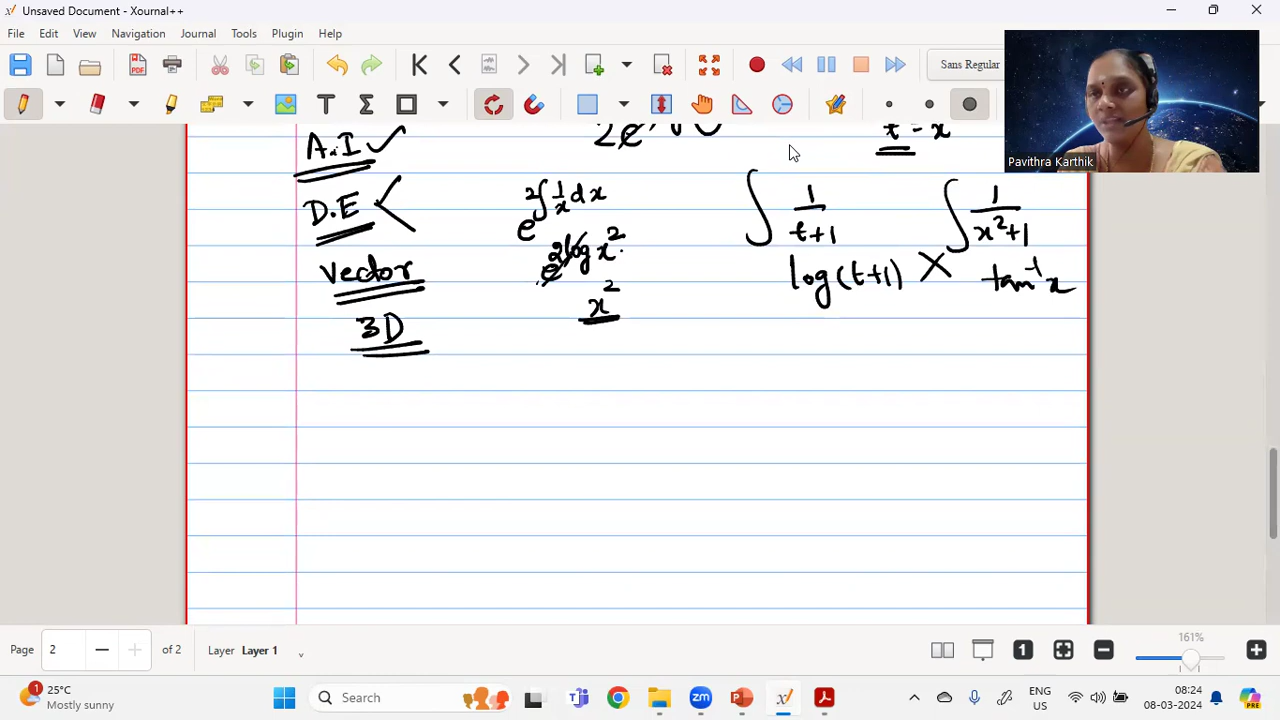 Unsaved Document - Xournal++
File Edit View Navigation Journal Tools Plugin Help
Sans Regular
Pavithra Karthik
A.I ✓
D.E
vector
3D
t = x
e^{2∫ 1/x dx}
e^{2log x^2}
x^2
∫ 1/(t+1)
log(t+1)
×
∫ 1/(x^2+1)
tan^{-1} x
Page 2 of 2 Layer Layer 1
161%
1
25°C
Mostly sunny
Search
ENG
US
08:24
08-03-2024